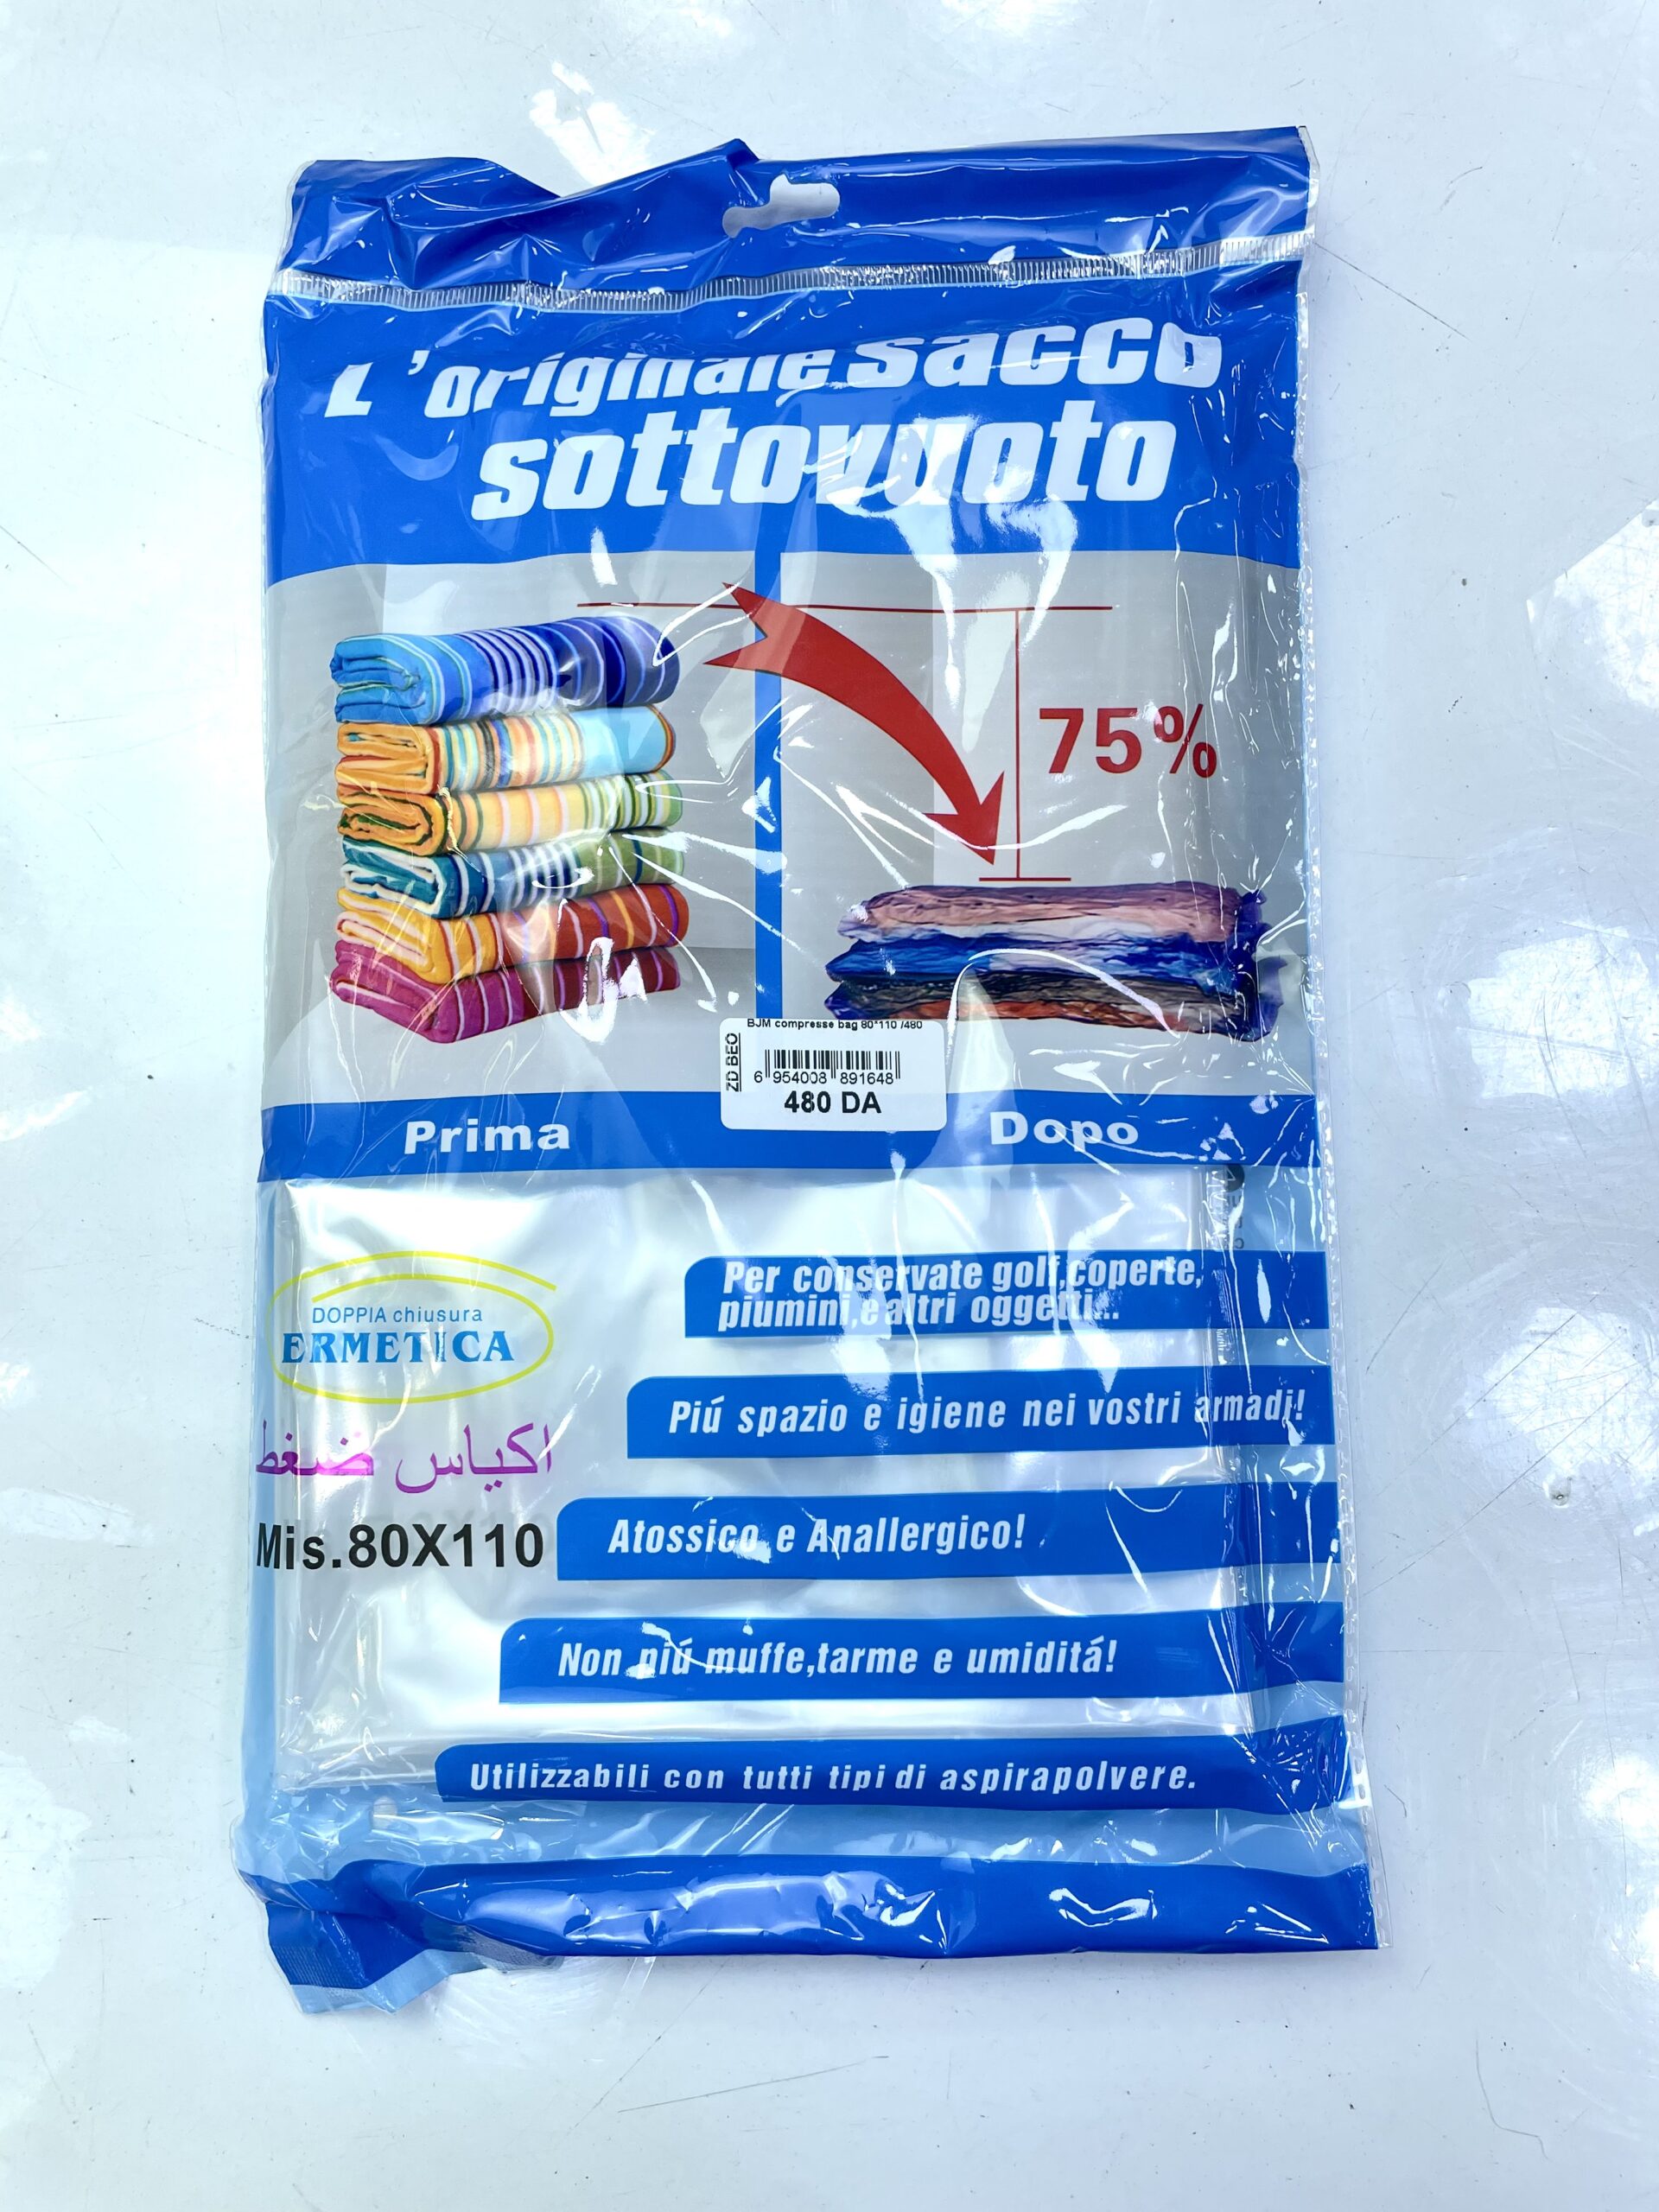 L'originale sacco
sottovuoto
75%
BJM compresse bag 80*110 /480
ZD BEO
6 954008 891648
480 DA
Prima
Dopo
DOPPIA chiusura
ERMETICA
اكياس ضغط
Mis.80X110
Per conservate golf,coperte,
piumini,e altri oggetti...
Piú spazio e igiene nei vostri armadi!
Atossico e Anallergico!
Non piú muffe,tarme e umiditá!
Utilizzabili con tutti tipi di aspirapolvere.